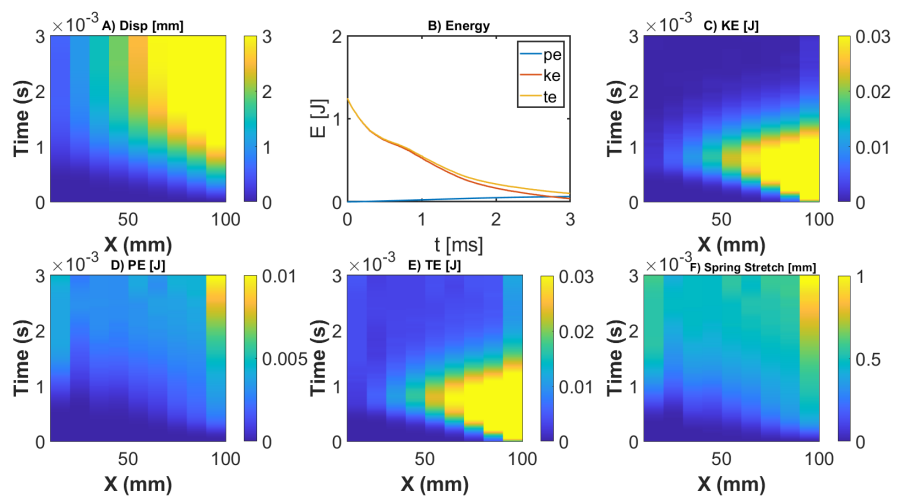 ×10⁻³ A) Disp [mm]
3
2
1
0
Time (s)
50 100
X (mm)
3
2
1
0
B) Energy
2
1
0
E [J]
pe
ke
te
0 1 2 3
t [ms]
×10⁻³ C) KE [J]
3
2
1
0
Time (s)
50 100
X (mm)
0.03
0.02
0.01
0
×10⁻³ D) PE [J]
3
2
1
0
Time (s)
50 100
X (mm)
0.01
0.005
0
×10⁻³ E) TE [J]
3
2
1
0
Time (s)
50 100
X (mm)
0.03
0.02
0.01
0
×10⁻³ F) Spring Stretch [mm]
3
2
1
0
Time (s)
50 100
X (mm)
1
0.5
0